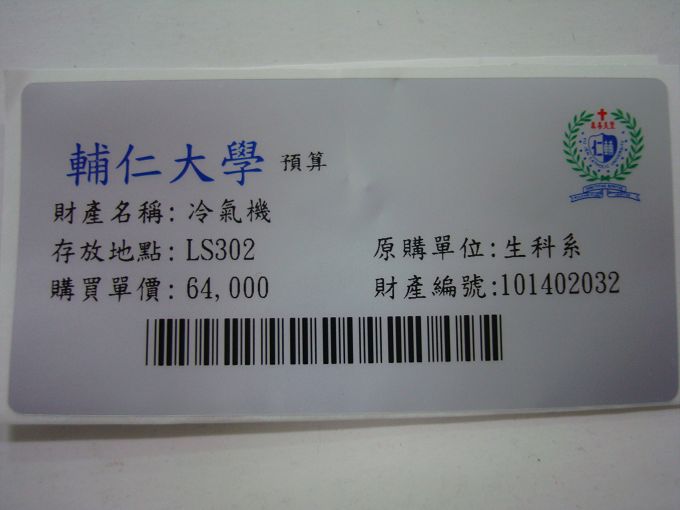 輔仁大學 預算
財產名稱: 冷氣機
存放地點: LS302 原購單位: 生科系
購買單價: 64,000 財產編號:101402032